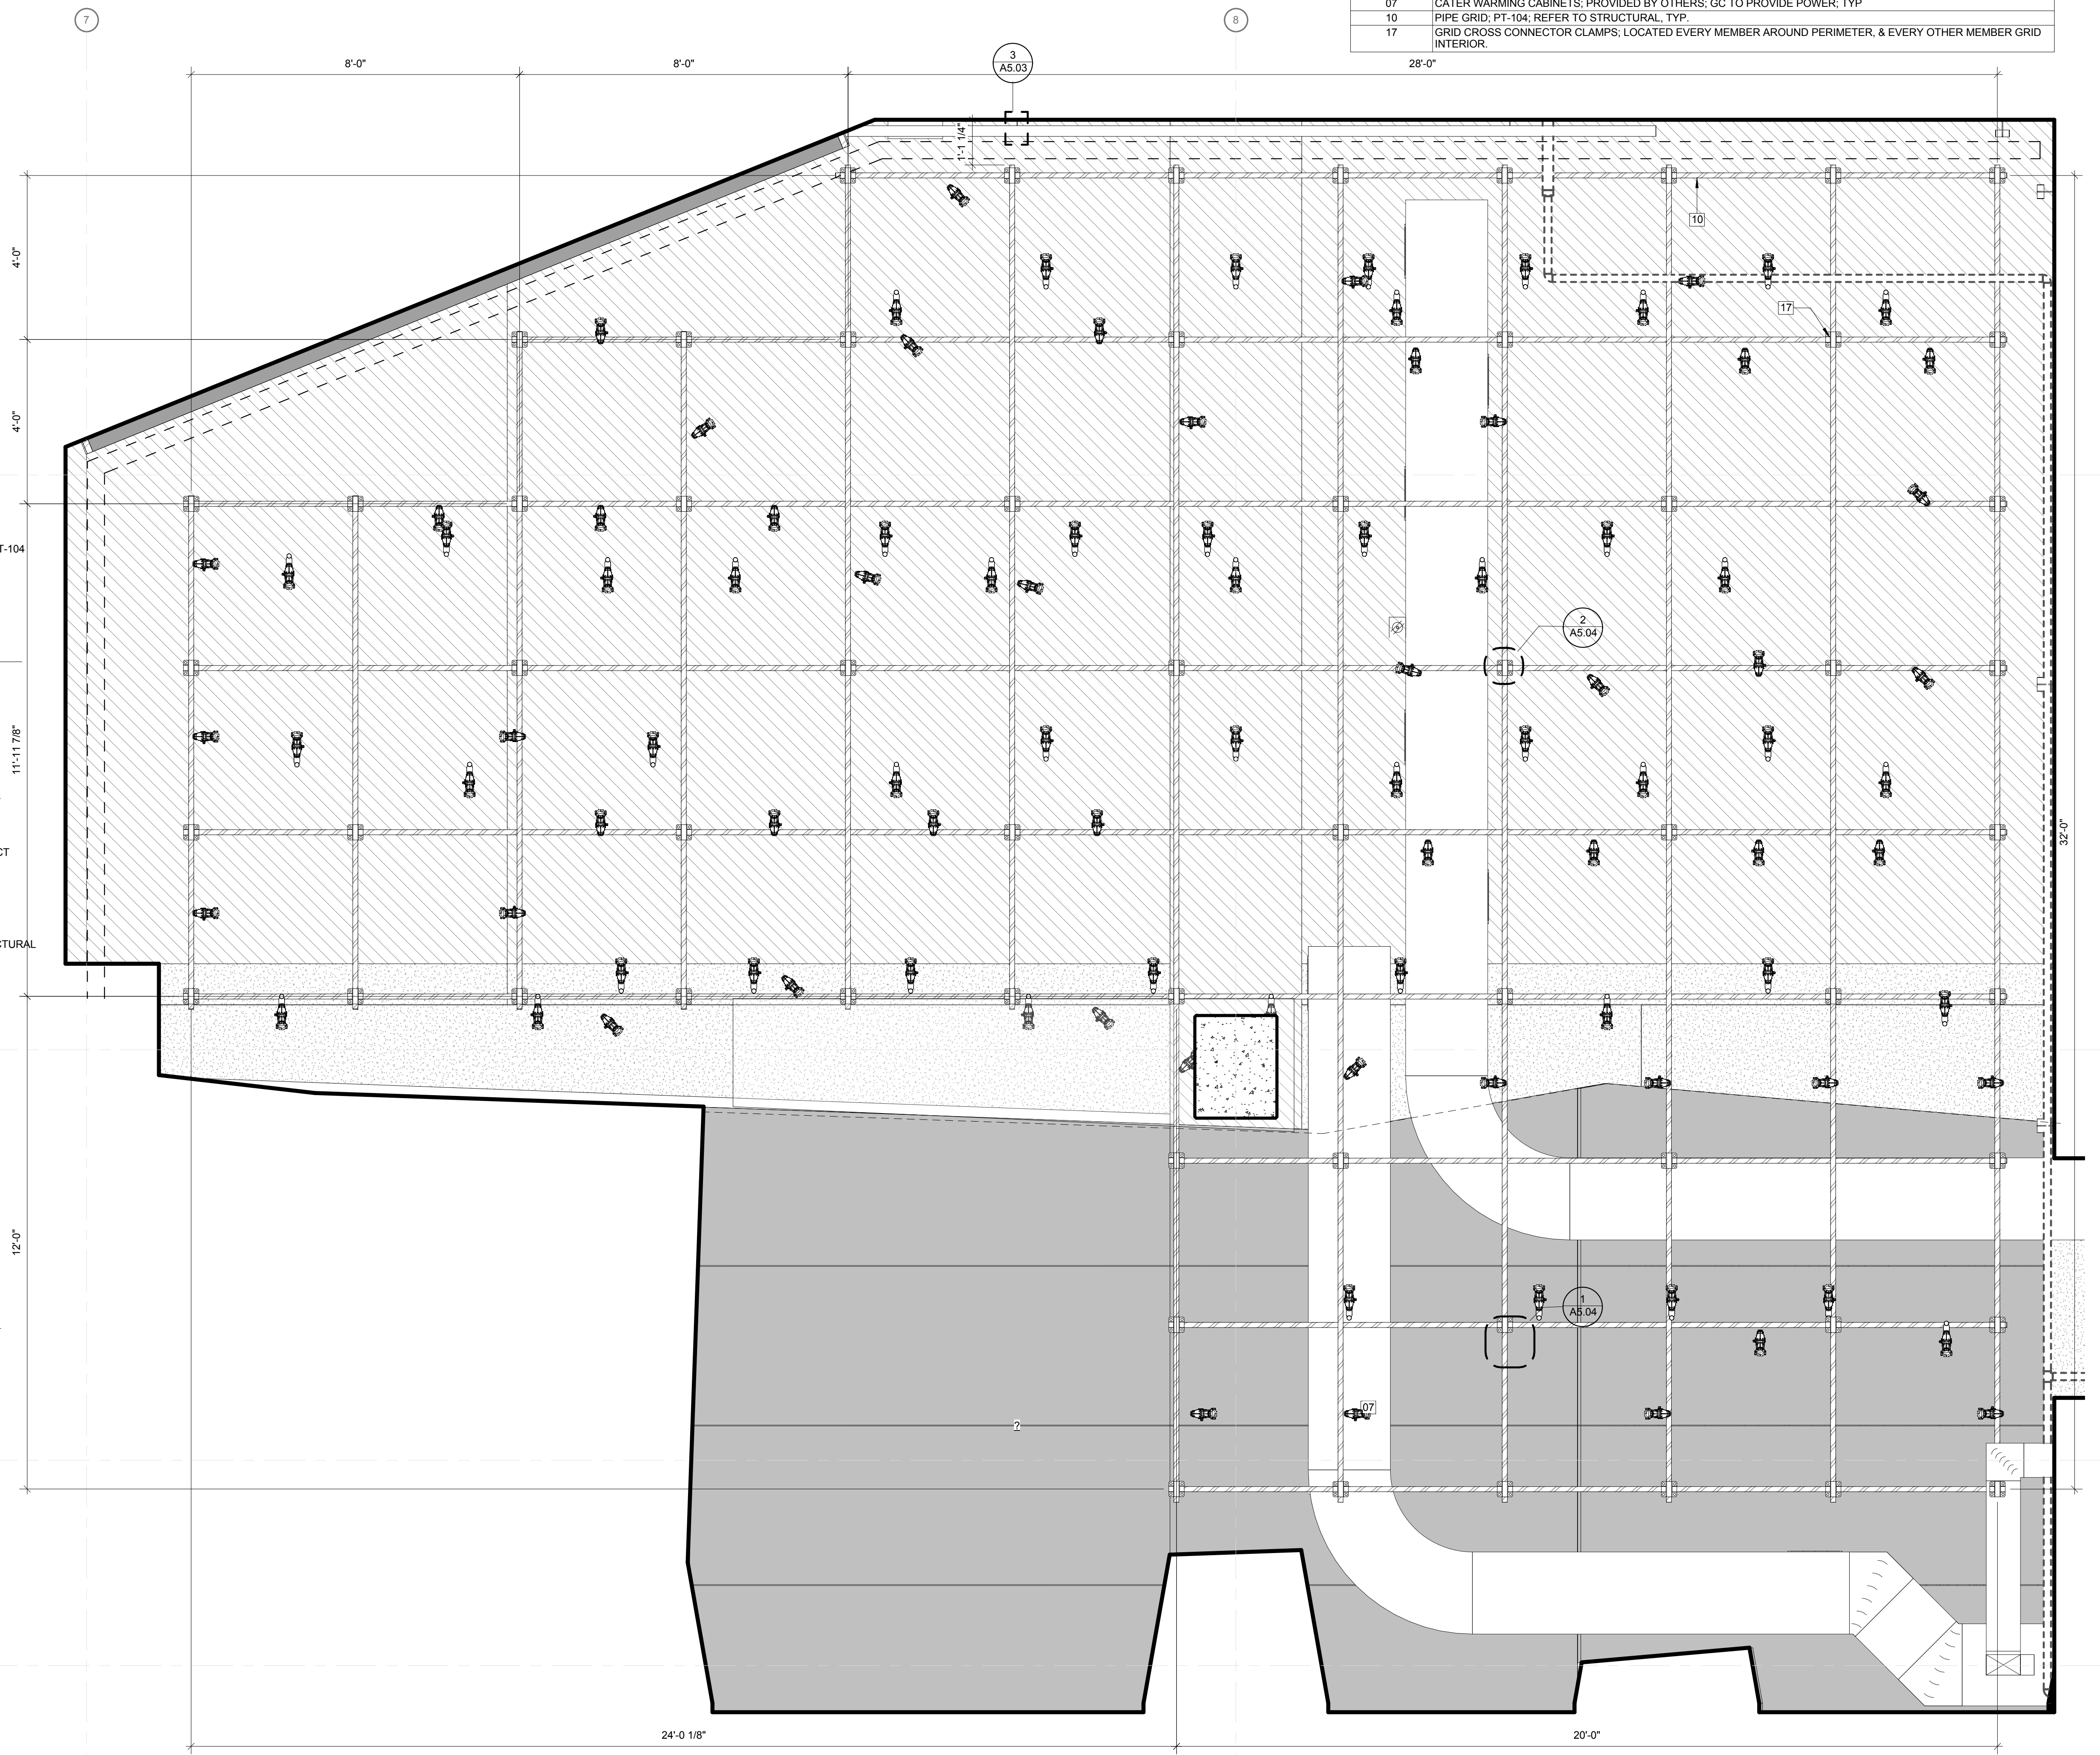 07 CATER WARMING CABINETS; PROVIDED BY OTHERS; GC TO PROVIDE POWER; TYP
10 PIPE GRID; PT-104; REFER TO STRUCTURAL, TYP.
17 GRID CROSS CONNECTOR CLAMPS; LOCATED EVERY MEMBER AROUND PERIMETER, & EVERY OTHER MEMBER GRID
INTERIOR.
7
8
8'-0"
8'-0"
3
A5.03
28'-0"
1'-1 1/4"
10
4'-0"
17
4'-0"
T-104
2
A5.04
11'-11 7/8"
32'-0"
CT
CTURAL
12'-0"
1
A5.04
07
?
24'-0 1/8"
20'-0"